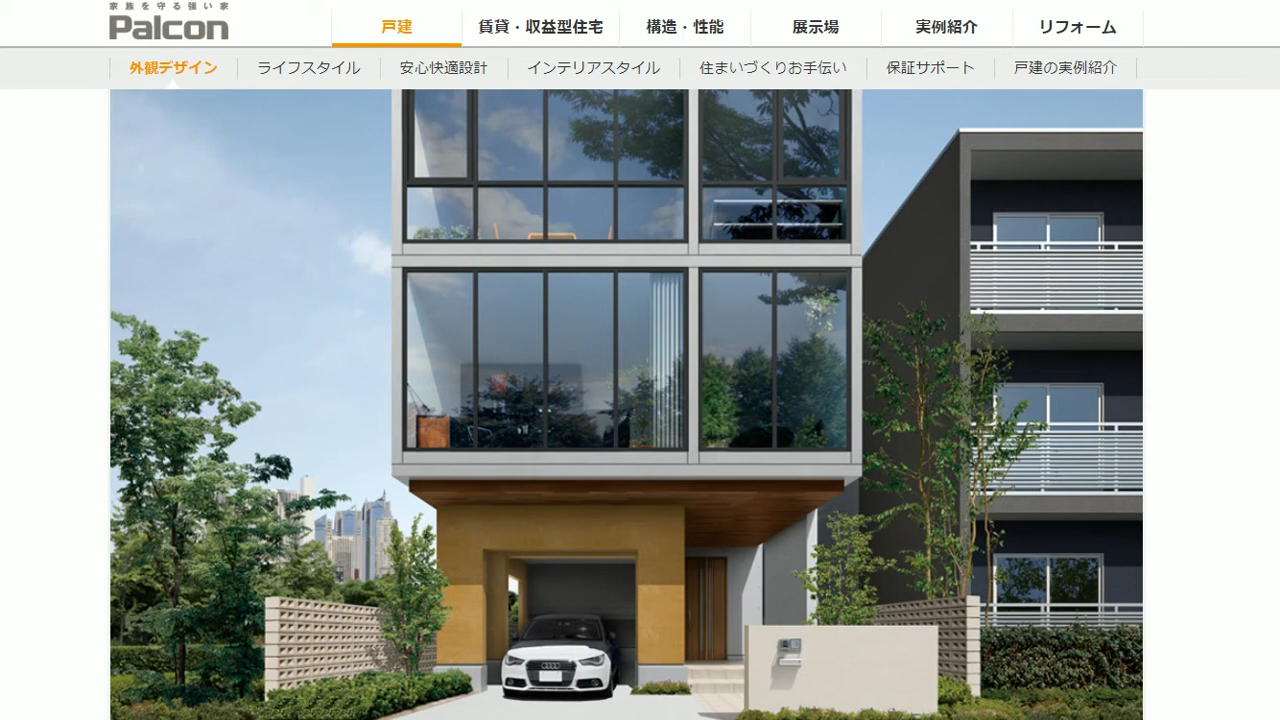 家族を守る強い家
Palcon
戸建 賃貸・収益型住宅 構造・性能 展示場 実例紹介 リフォーム
外観デザイン ライフスタイル 安心快適設計 インテリアスタイル 住まいづくりお手伝い 保証サポート 戸建の実例紹介